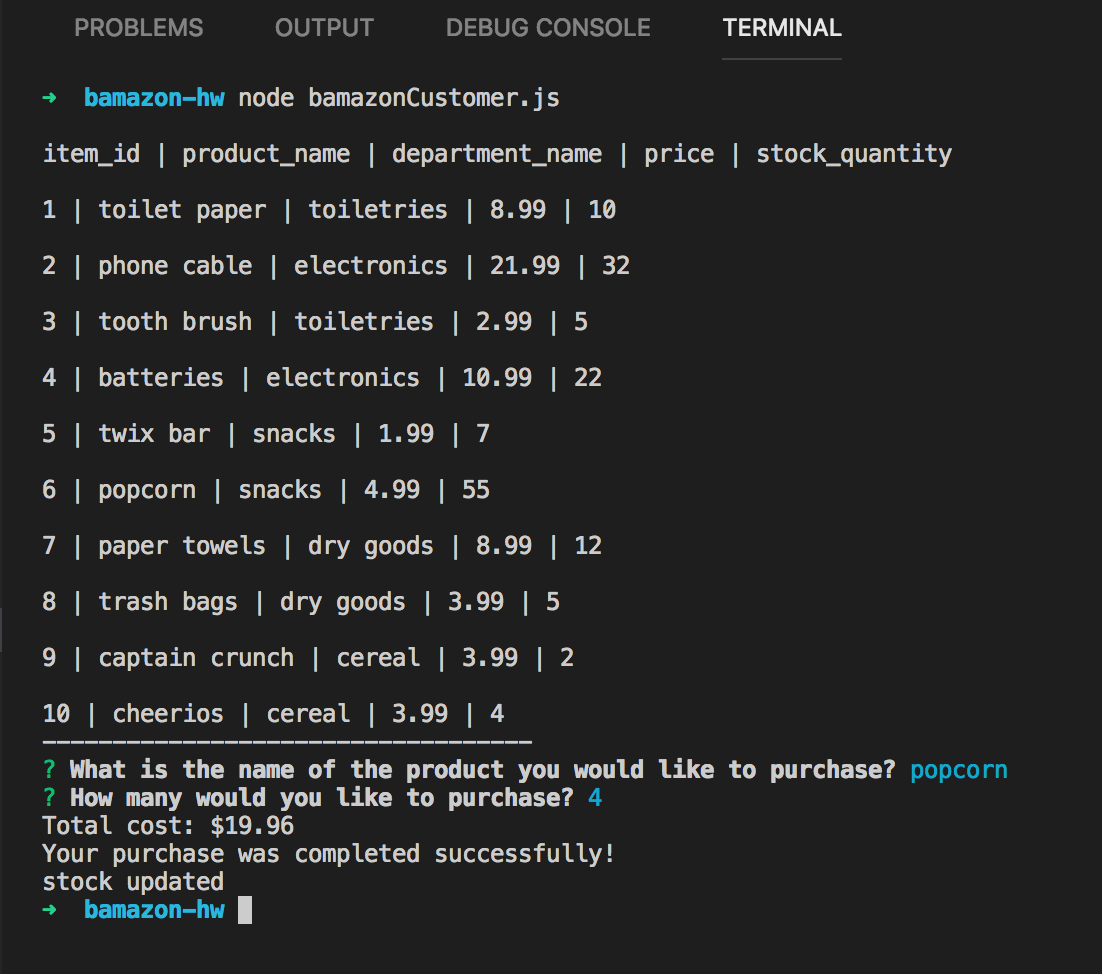 PROBLEMS OUTPUT DEBUG CONSOLE TERMINAL
➜ bamazon-hw node bamazonCustomer.js
item_id | product_name | department_name | price | stock_quantity
1 | toilet paper | toiletries | 8.99 | 10
2 | phone cable | electronics | 21.99 | 32
3 | tooth brush | toiletries | 2.99 | 5
4 | batteries | electronics | 10.99 | 22
5 | twix bar | snacks | 1.99 | 7
6 | popcorn | snacks | 4.99 | 55
7 | paper towels | dry goods | 8.99 | 12
8 | trash bags | dry goods | 3.99 | 5
9 | captain crunch | cereal | 3.99 | 2
10 | cheerios | cereal | 3.99 | 4
-----------------------------------
? What is the name of the product you would like to purchase? popcorn
? How many would you like to purchase? 4
Total cost: $19.96
Your purchase was completed successfully!
stock updated
➜ bamazon-hw